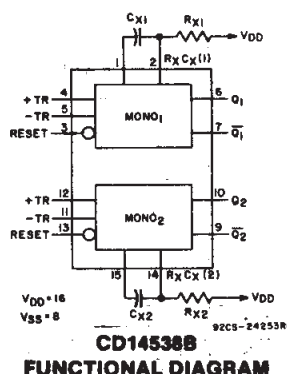 CX1 RX1 VDD
1 2 RXCX(1)
+TR 4 6 Q1
-TR 5 MONO1
RESET 3 7 Q1
+TR 12 10 Q2
-TR 11 MONO2
RESET 13 9 Q2
15 14 RXCX(2)
VDD=16 VDD
VSS=8 CX2 RX2
92CS-24253R
CD14538B
FUNCTIONAL DIAGRAM